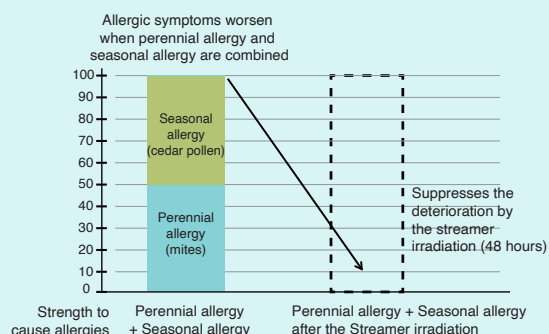 Allergic symptoms worsen
when perennial allergy and
seasonal allergy are combined
100
90
80
70
60
50
40
30
20
10
0
Seasonal
allergy
(cedar pollen)
Perennial
allergy
(mites)
Suppresses the
deterioration by
the streamer
irradiation (48 hours)
Strength to
cause allergies
Perennial allergy
+ Seasonal allergy
Perennial allergy + Seasonal allergy
after the Streamer irradiation